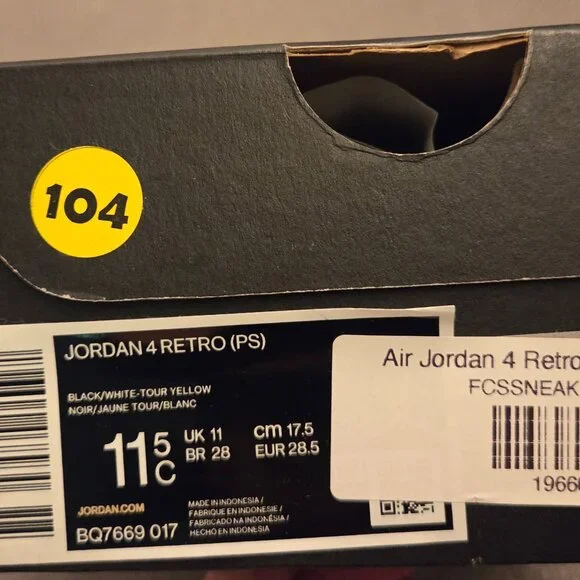 104
JORDAN 4 RETRO (PS)
BLACK/WHITE-TOUR YELLOW
NOIR/JAUNE TOUR/BLANC
11 5 C
UK 11
BR 28
cm 17.5
EUR 28.5
JORDAN.COM
BQ7669 017
MADE IN INDONESIA /
FABRIQUE EN INDONESIE /
FABRICADO NA INDONÉSIA /
HECHO EN INDONESIA
Air Jordan 4 Retro
FCSSNEAK
1966